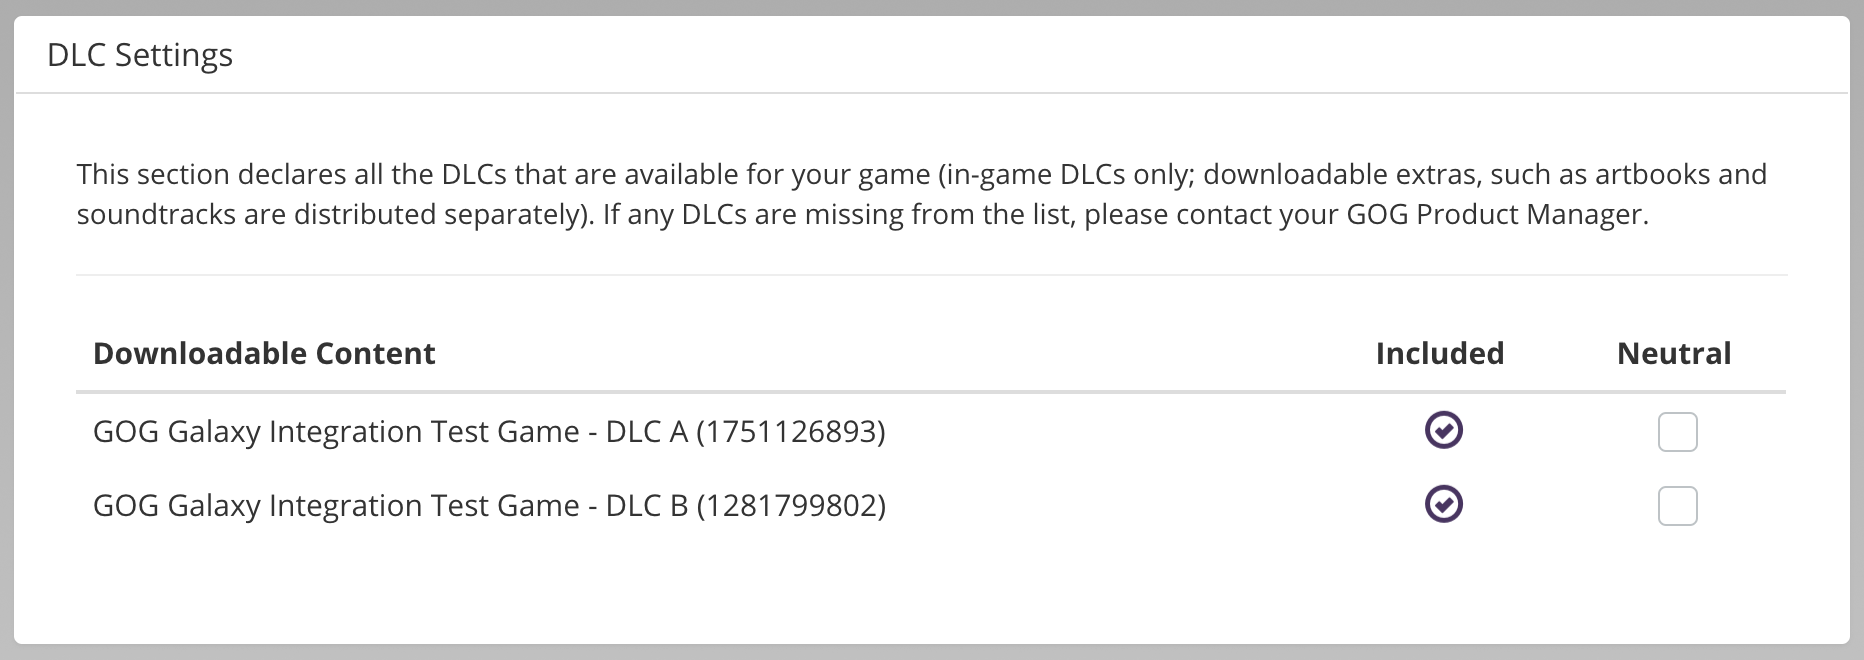 DLC Settings
This section declares all the DLCs that are available for your game (in-game DLCs only; downloadable extras, such as artbooks and
soundtracks are distributed separately). If any DLCs are missing from the list, please contact your GOG Product Manager.
Downloadable Content Included Neutral
GOG Galaxy Integration Test Game - DLC A (1751126893)
GOG Galaxy Integration Test Game - DLC B (1281799802)